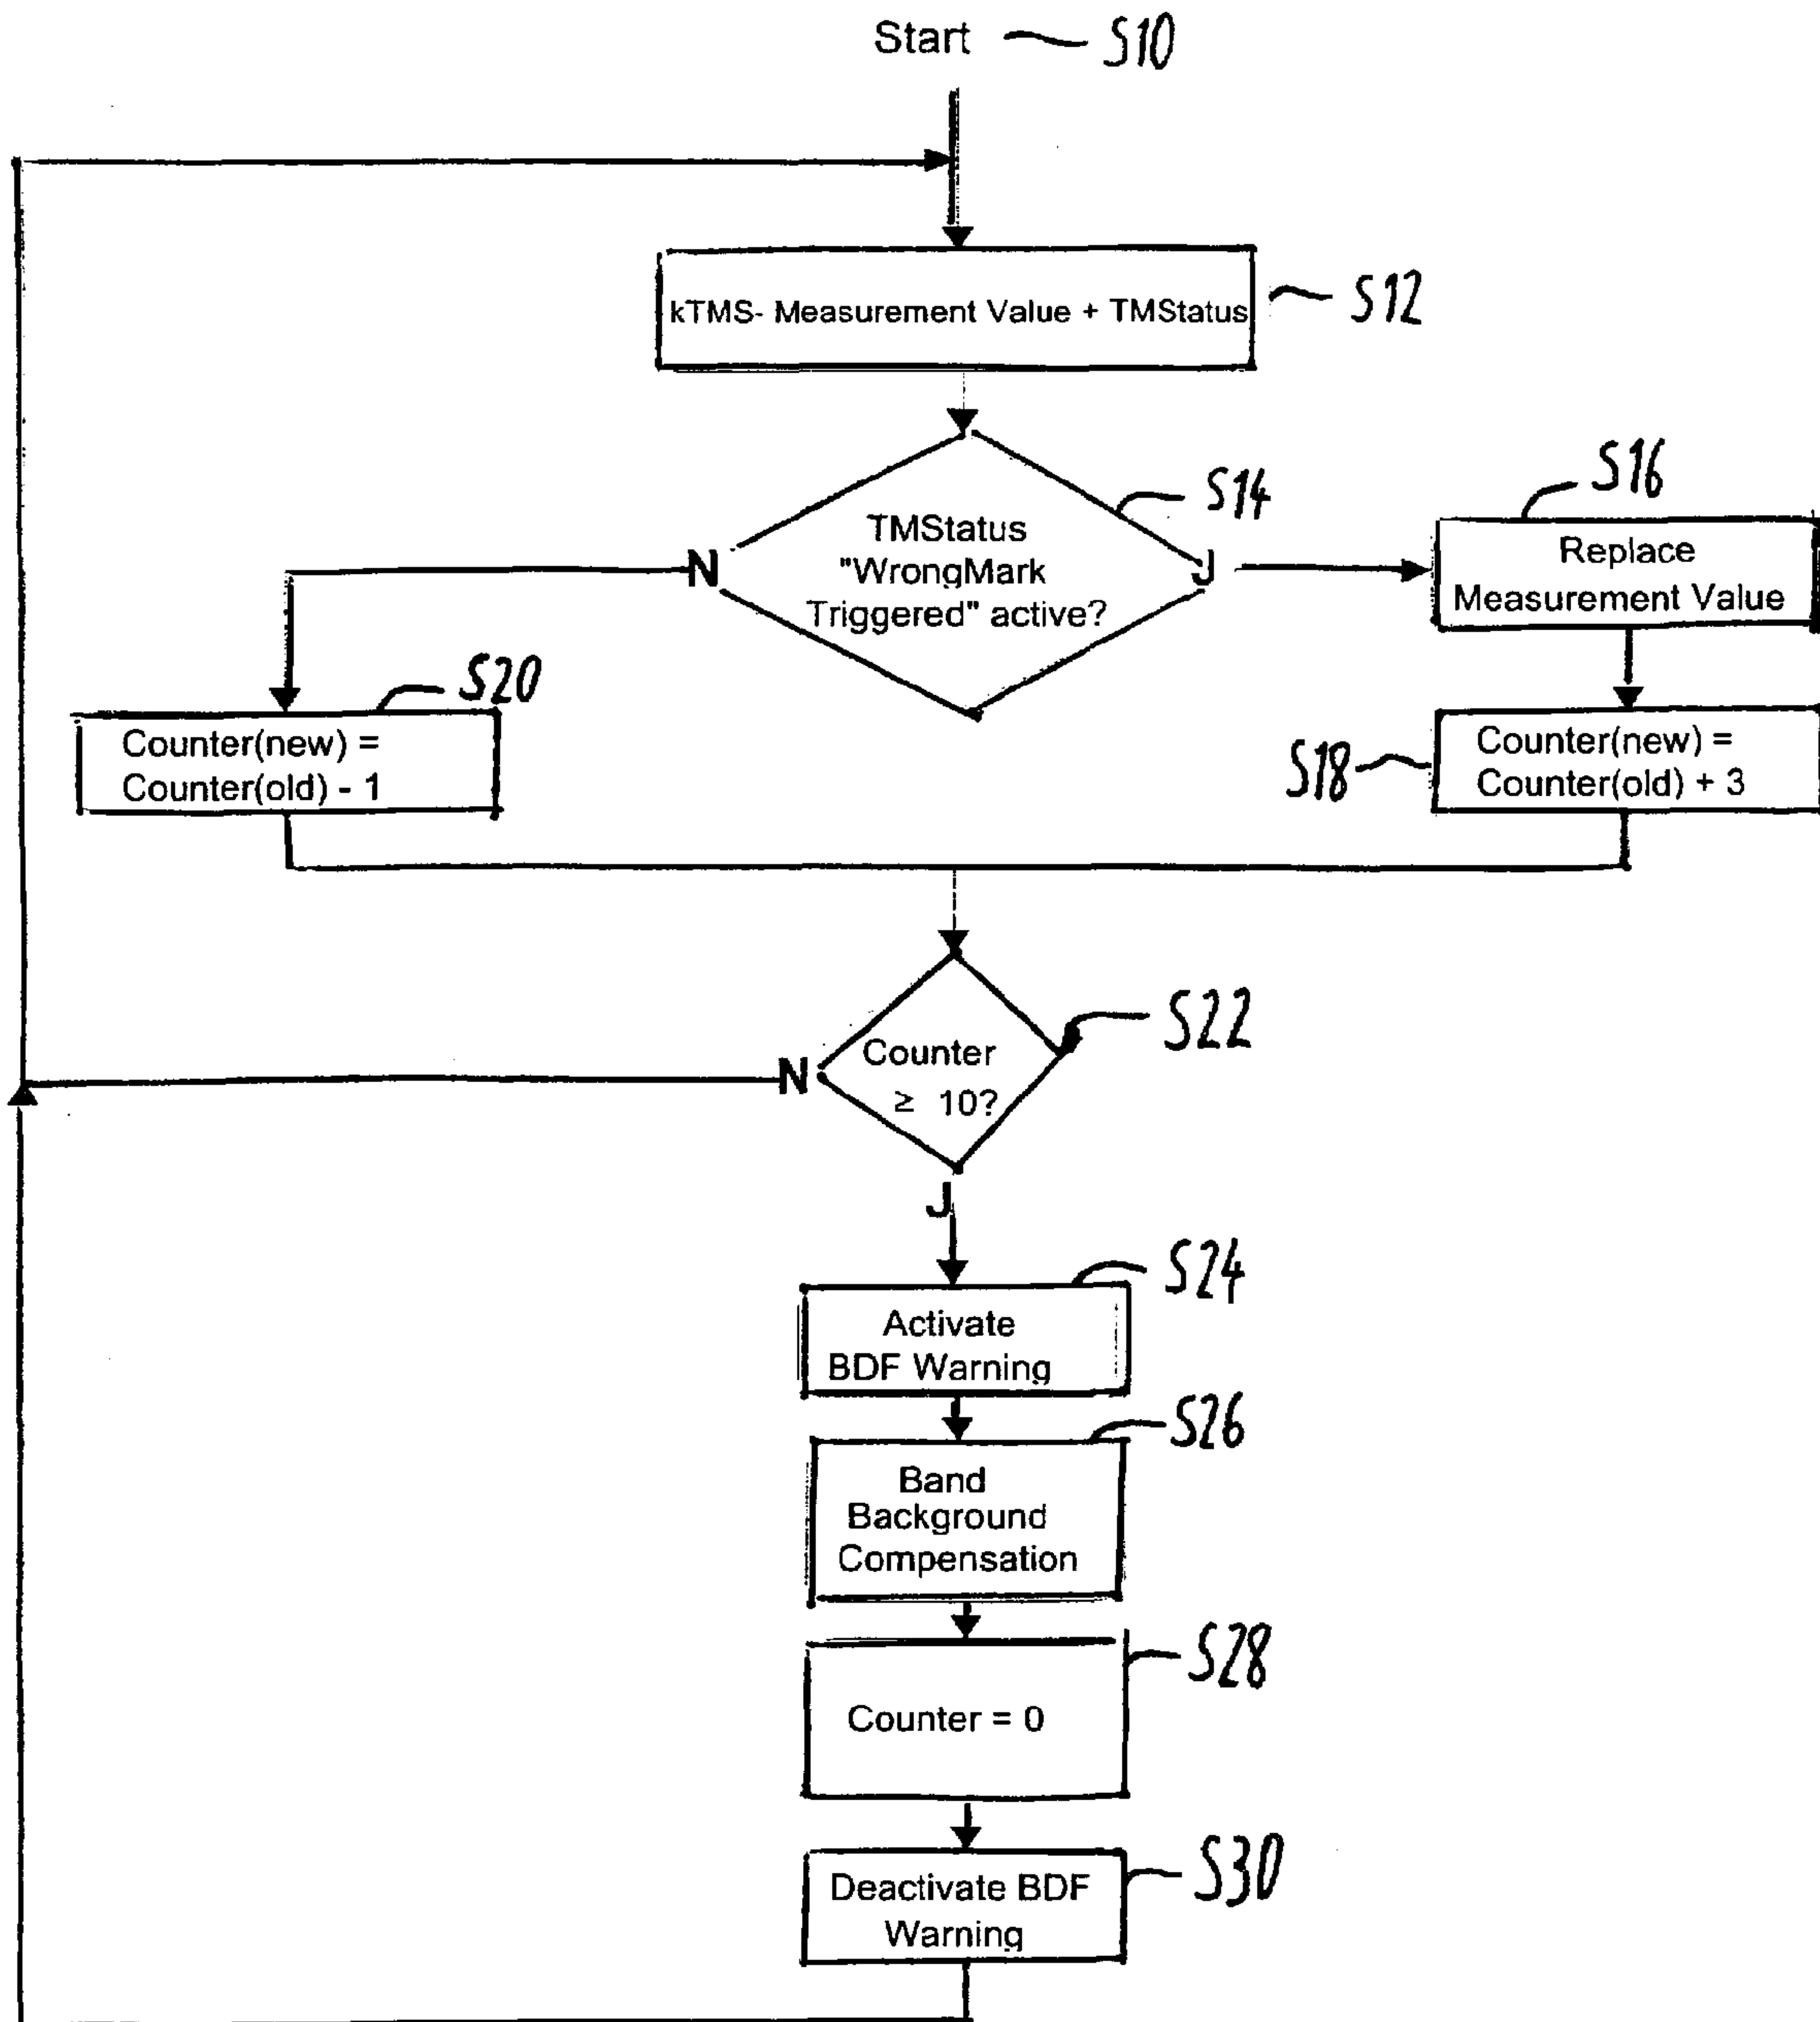 Start
S10
kTMS- Measurement Value + TMStatus
S12
TMStatus
"WrongMark
Triggered" active?
S14
N
J
S16
Replace
Measurement Value
S20
Counter(new) =
Counter(old) - 1
S18
Counter(new) =
Counter(old) + 3
S22
Counter
≥ 10?
N
J
S24
Activate
BDF Warning
S26
Band
Background
Compensation
S28
Counter = 0
S30
Deactivate BDF
Warning